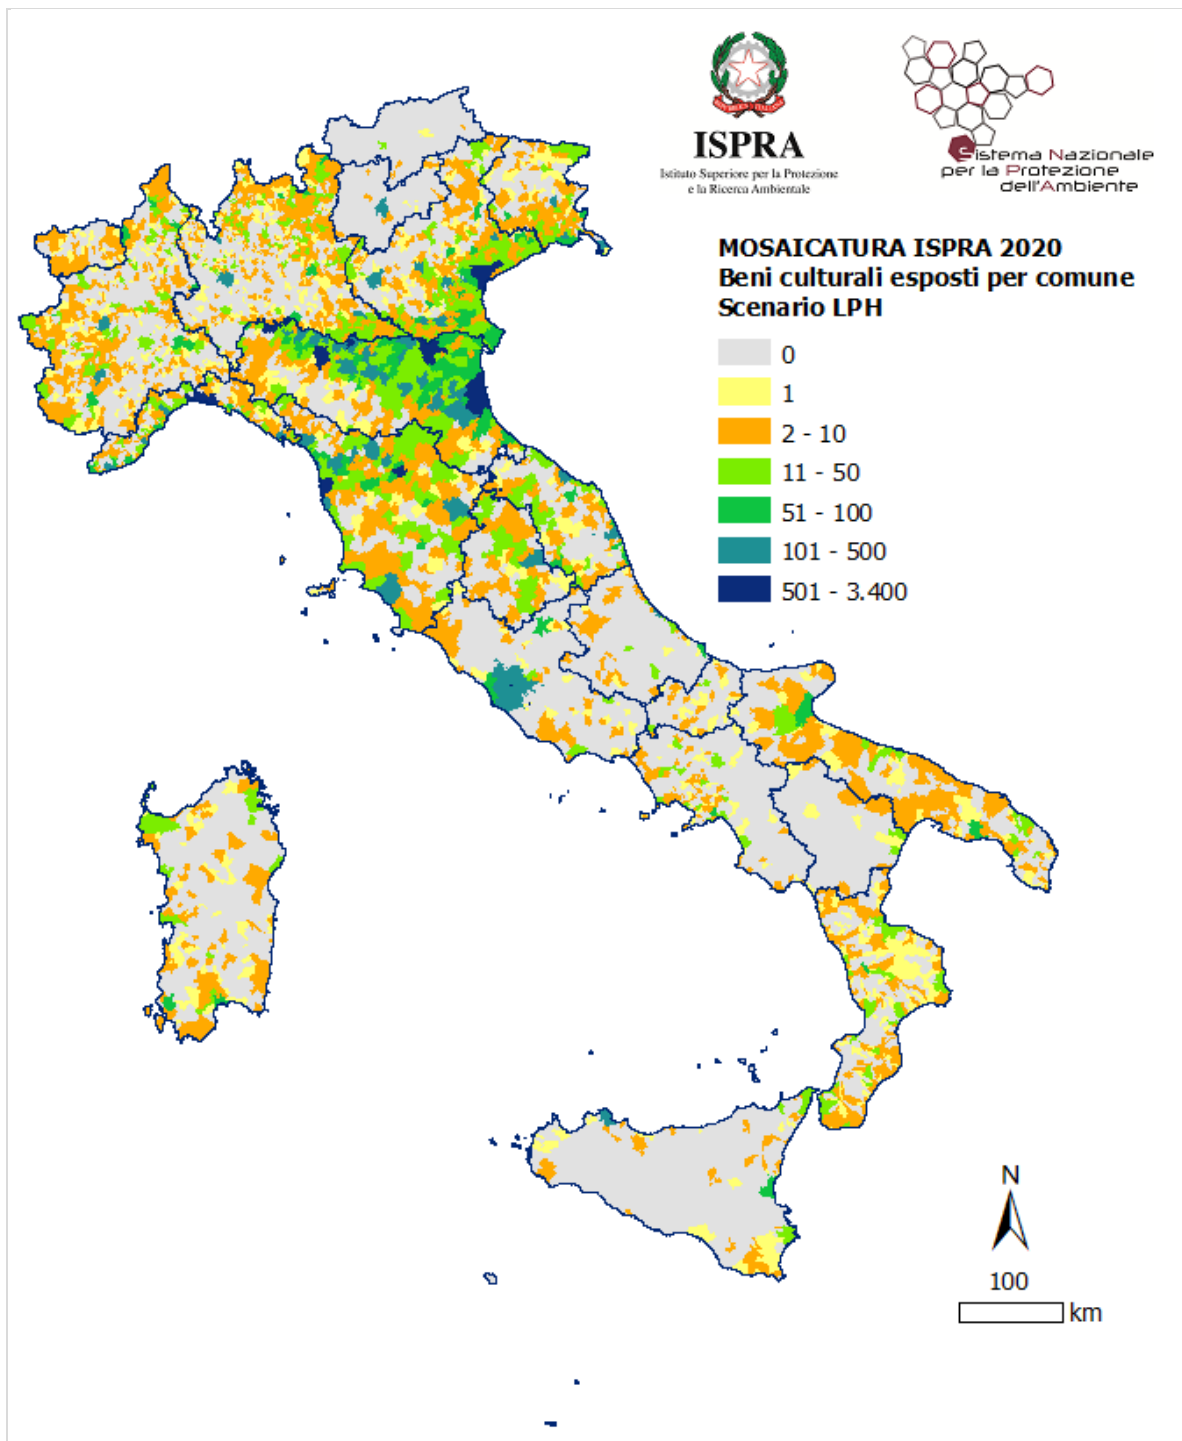 ISPRA
Istituto Superiore per la Protezione
e la Ricerca Ambientale
Sistema Nazionale
per la Protezione
dell'Ambiente
MOSAICATURA ISPRA 2020
Beni culturali esposti per comune
Scenario LPH
0
1
2 - 10
11 - 50
51 - 100
101 - 500
501 - 3.400
N
100
km